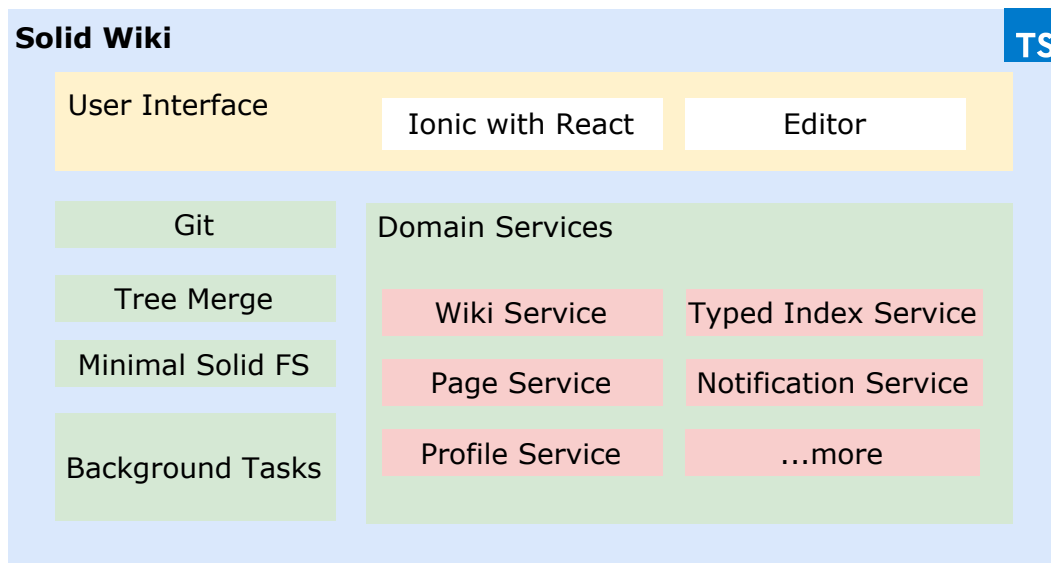 Solid Wiki
TS
User Interface
Ionic with React
Editor
Git
Tree Merge
Minimal Solid FS
Background Tasks
Domain Services
Wiki Service
Typed Index Service
Page Service
Notification Service
Profile Service
...more